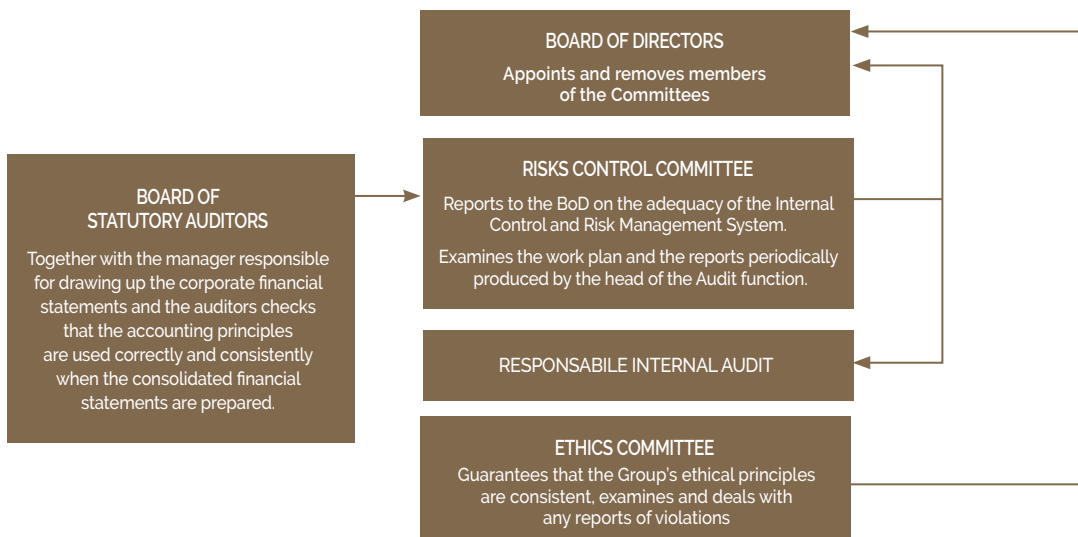 BOARD OF DIRECTORS
Appoints and removes members
of the Committees
BOARD OF
STATUTORY AUDITORS
Together with the manager responsible
for drawing up the corporate financial
statements and the auditors checks
that the accounting principles
are used correctly and consistently
when the consolidated financial
statements are prepared.
RISKS CONTROL COMMITTEE
Reports to the BoD on the adequacy of the Internal
Control and Risk Management System.
Examines the work plan and the reports periodically
produced by the head of the Audit function.
RESPONSABILE INTERNAL AUDIT
ETHICS COMMITTEE
Guarantees that the Group's ethical principles
are consistent, examines and deals with
any reports of violations